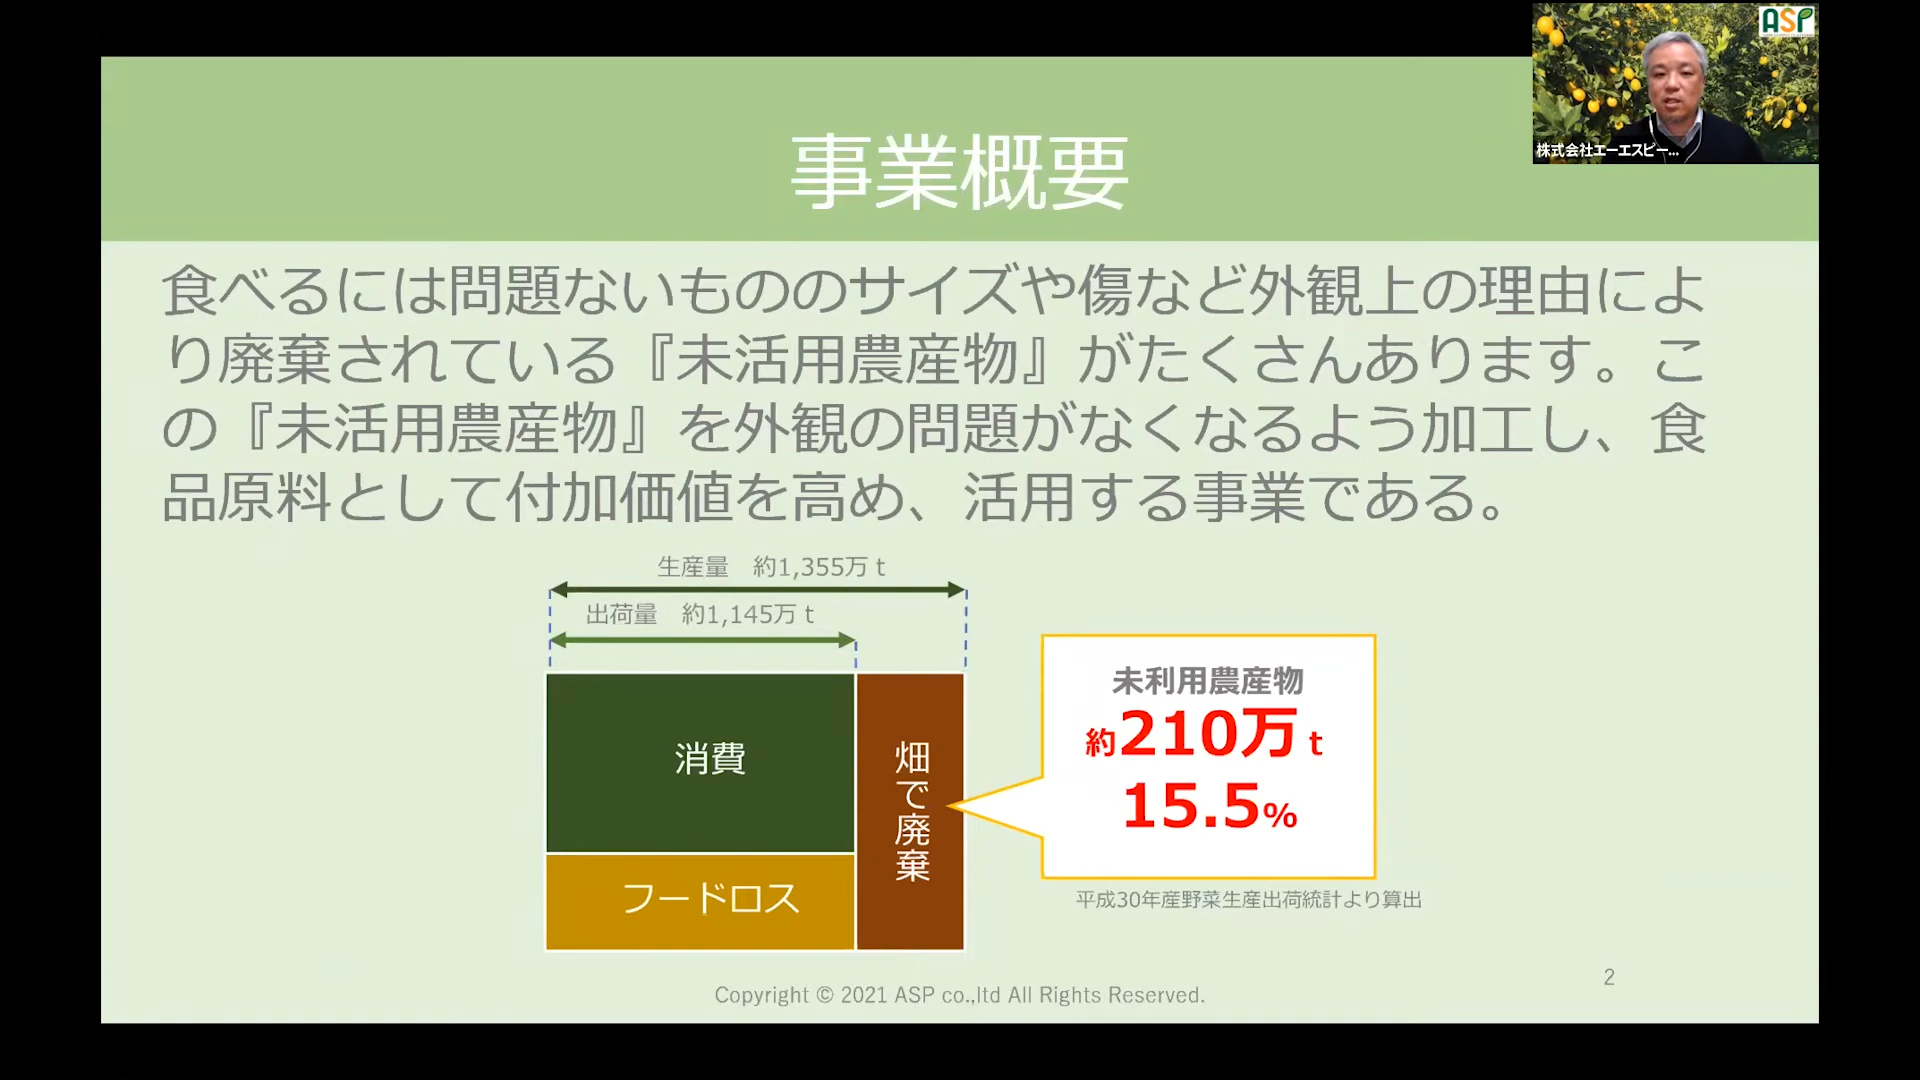 ASP
株式会社エーエスピー...
事業概要
食べるには問題ないもののサイズや傷など外観上の理由によ
り廃棄されている『未活用農産物』がたくさんあります。こ
の『未活用農産物』を外観の問題がなくなるよう加工し、食
品原料として付加価値を高め、活用する事業である。
生産量 約1,355万 t
出荷量 約1,145万 t
消費
フードロス
畑で廃棄
未利用農産物
約210万 t
15.5%
平成30年産野菜生産出荷統計より算出
Copyright © 2021 ASP co.,ltd All Rights Reserved.
2